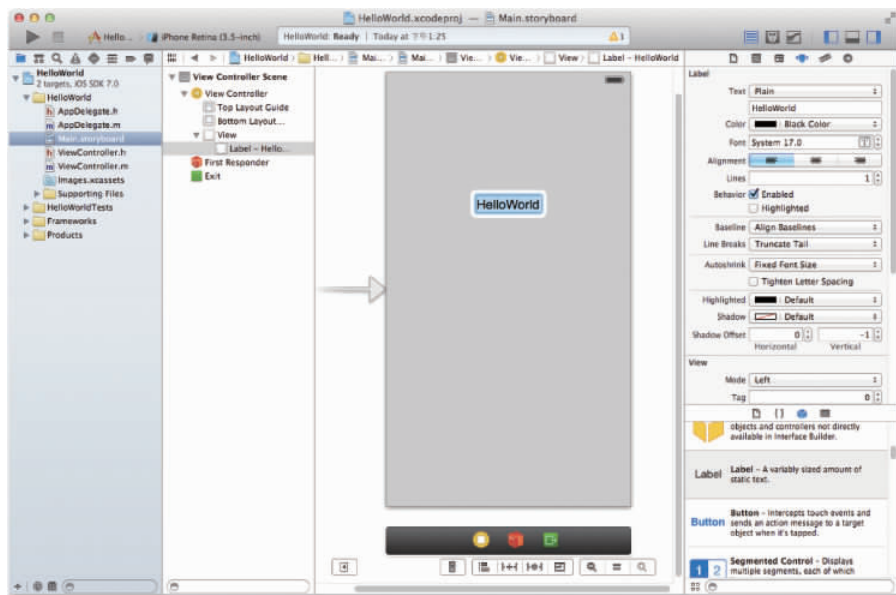 HelloWorld.xcodeproj — Main.storyboard
Hello... iPhone Retina (3.5-inch)
HelloWorld: Ready | Today at 下午1:25
1
HelloWorld
Hell...
Mai...
Mai...
Vie...
Vie...
View
Label – HelloWorld
HelloWorld
2 targets, iOS SDK 7.0
HelloWorld
h AppDelegate.h
m AppDelegate.m
Main.storyboard
h ViewController.h
m ViewController.m
Images.xcassets
Supporting Files
HelloWorldTests
Frameworks
Products
View Controller Scene
View Controller
Top Layout Guide
Bottom Layout...
View
Label – Hello...
First Responder
Exit
HelloWorld
Label
Text Plain
HelloWorld
Color Black Color
Font System 17.0
Alignment
Lines 1
Behavior Enabled
Highlighted
Baseline Align Baselines
Line Breaks Truncate Tail
Autoshrink Fixed Font Size
Tighten Letter Spacing
Highlighted Default
Shadow Default
Shadow Offset 0 -1
Horizontal Vertical
View
Mode Left
Tag 0
objects and controllers not directly
available in Interface Builder.
Label
Label – A variably sized amount of
static text.
Button
Button – Intercepts touch events and
sends an action message to a target
object when it's tapped.
1 2
Segmented Control – Displays
multiple segments, each of which